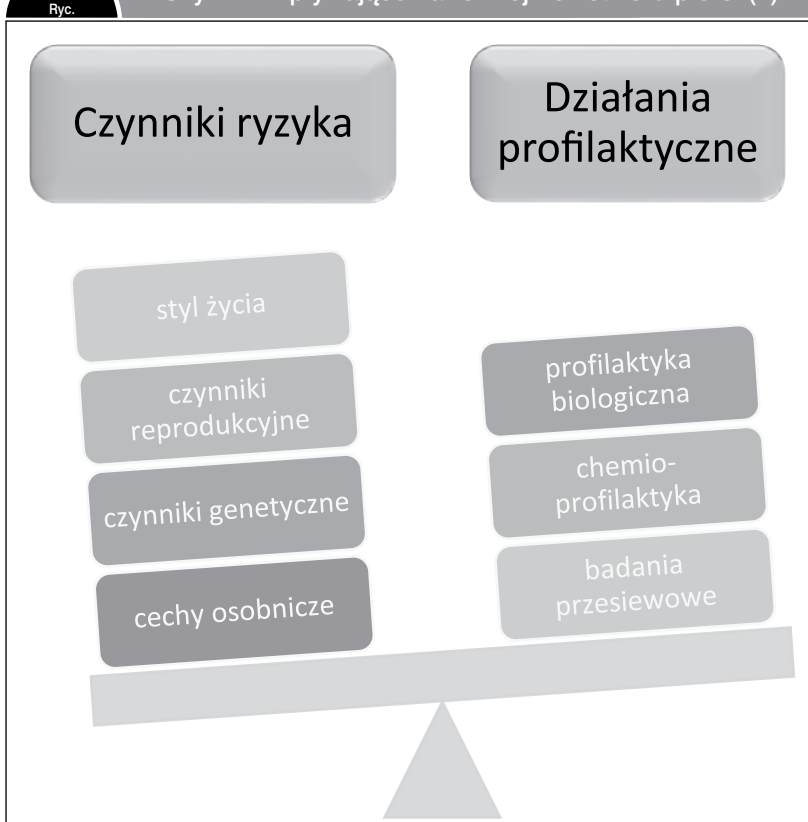 Ryc.
Czynniki ryzyka
Działania
profilaktyczne
styl życia
czynniki
reprodukcyjne
czynniki genetyczne
cechy osobnicze
profilaktyka
biologiczna
chemio-
profilaktyka
badania
przesiewowe